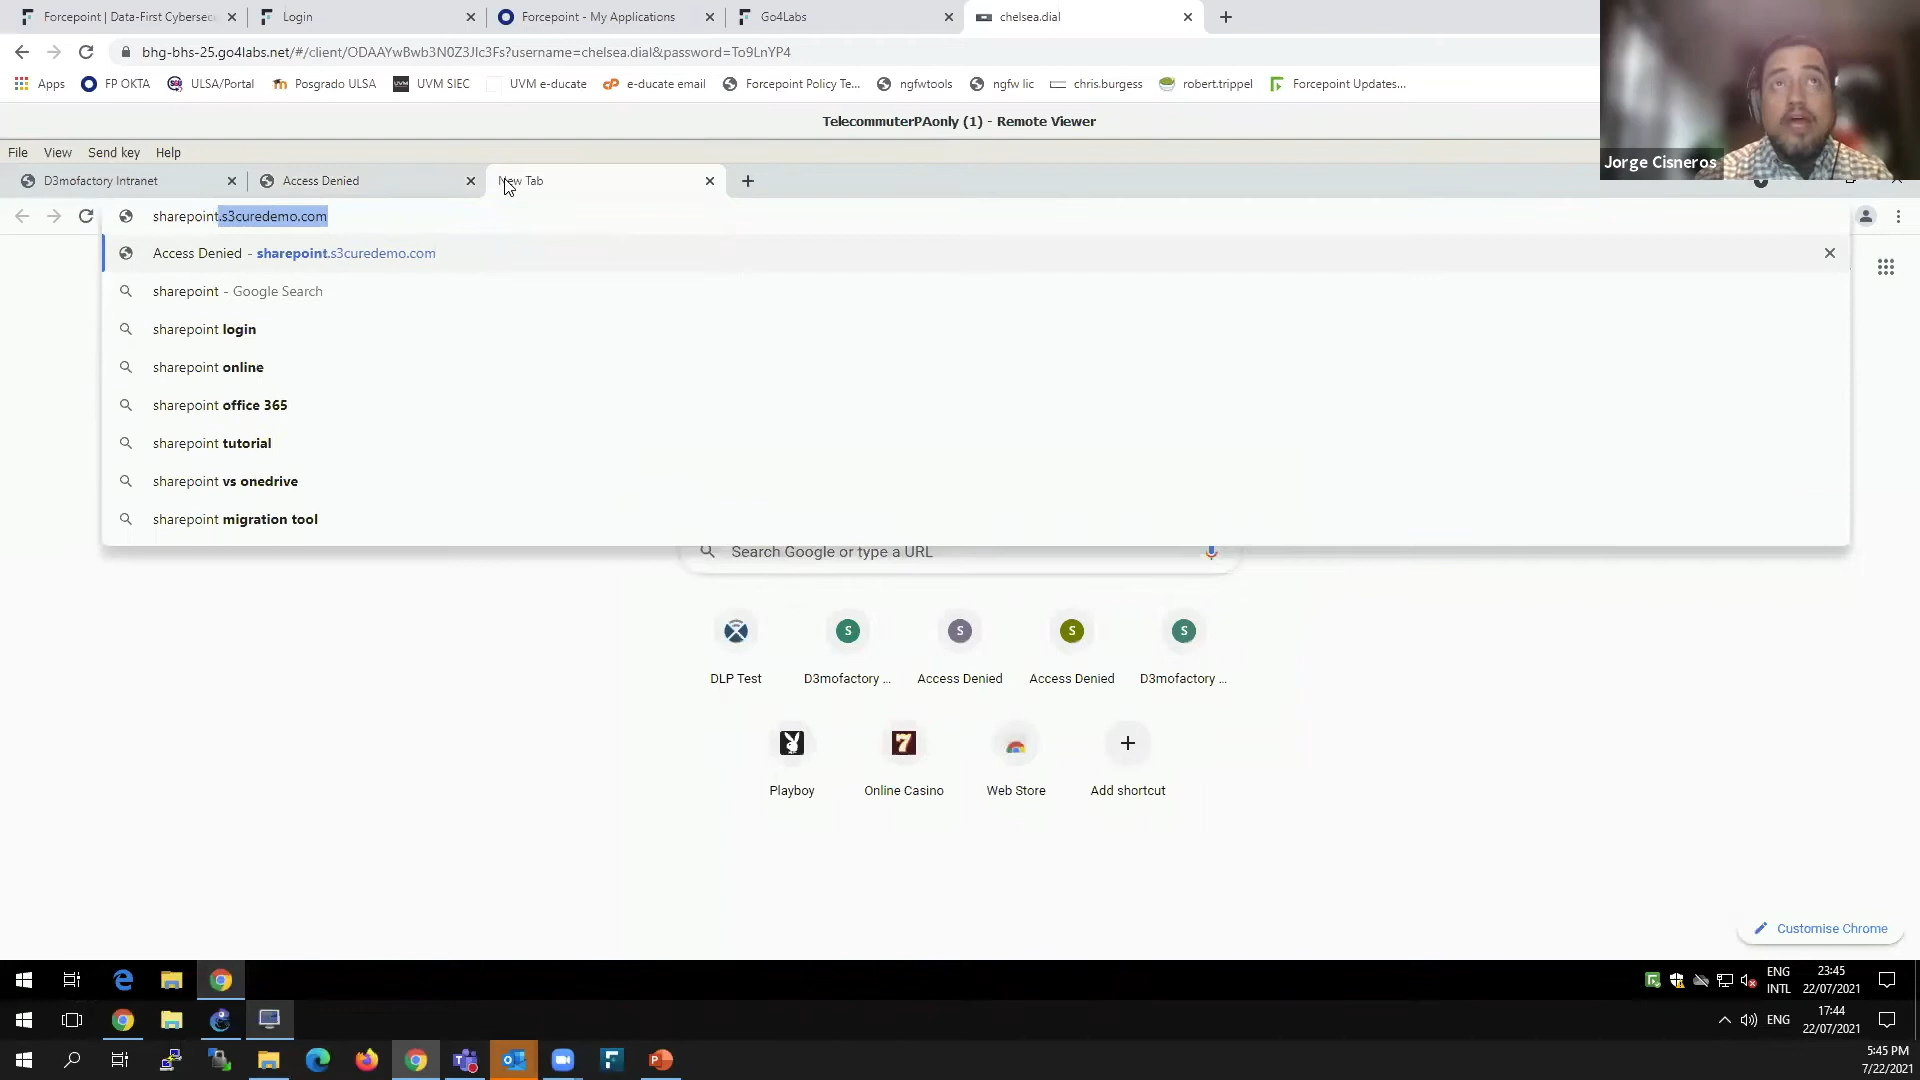 Forcepoint | Data-First Cybersec
Login
Forcepoint - My Applications
Go4Labs
chelsea.dial
bhg-bhs-25.go4labs.net/#/client/ODAAYwBwb3N0Z3Jlc3Fs?username=chelsea.dial&password=To9LnYP4
Apps
FP OKTA
ULSA/Portal
Posgrado ULSA
UVM SIEC
UVM e-ducate
e-ducate email
Forcepoint Policy Te...
ngfwtools
ngfw lic
chris.burgess
robert.trippel
Forcepoint Updates...
TelecommuterPAonly (1) - Remote Viewer
Jorge Cisneros
File View Send key Help
D3mofactory Intranet
Access Denied
New Tab
sharepoint.s3curedemo.com
Access Denied - sharepoint.s3curedemo.com
sharepoint - Google Search
sharepoint login
sharepoint online
sharepoint office 365
sharepoint tutorial
sharepoint vs onedrive
sharepoint migration tool
Search Google or type a URL
S S S S
DLP Test
D3mofactory ...
Access Denied
Access Denied
D3mofactory ...
7
Playboy
Online Casino
Web Store
Add shortcut
Customise Chrome
ENG
INTL
23:45
22/07/2021
ENG
17:44
22/07/2021
5:45 PM
7/22/2021